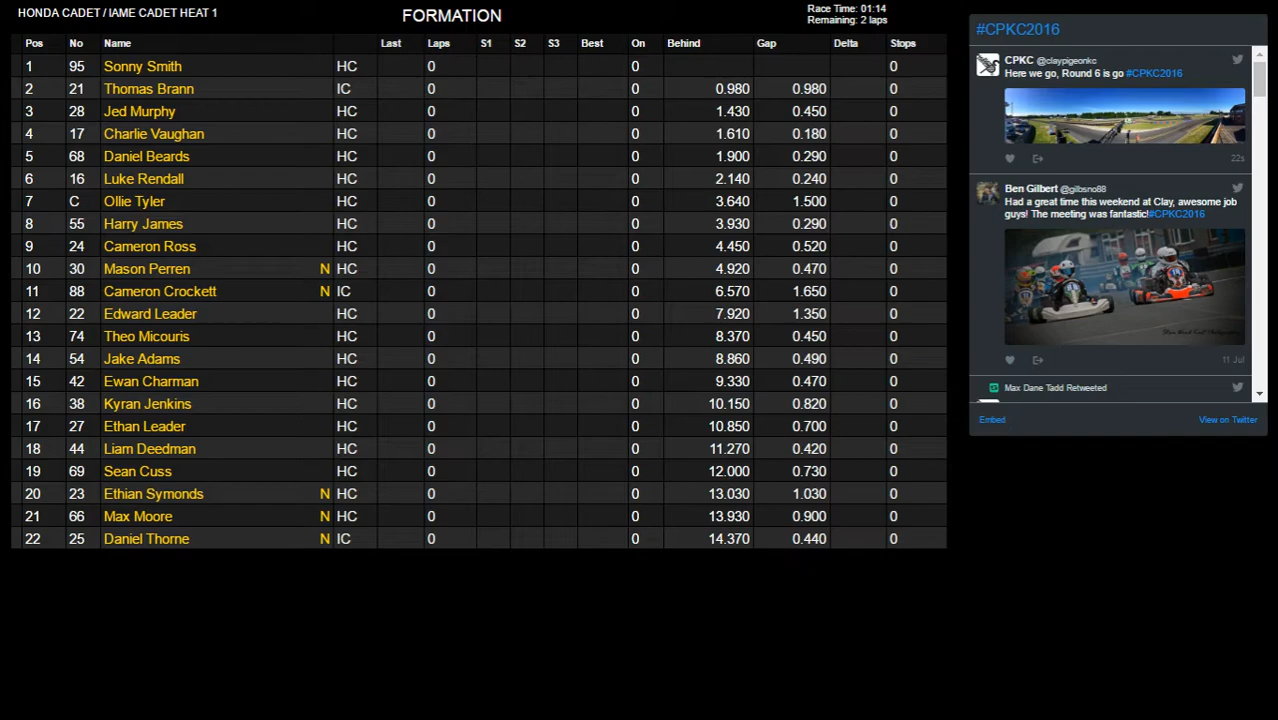 HONDA CADET / IAME CADET HEAT 1
FORMATION
Race Time: 01:14
Remaining: 2 laps
Pos No Name Last Laps S1 S2 S3 Best On Behind Gap Delta Stops
1 95 Sonny Smith HC 0 0 0
2 21 Thomas Brann IC 0 0 0.980 0.980 0
3 28 Jed Murphy HC 0 0 1.430 0.450 0
4 17 Charlie Vaughan HC 0 0 1.610 0.180 0
5 68 Daniel Beards HC 0 0 1.900 0.290 0
6 16 Luke Rendall HC 0 0 2.140 0.240 0
7 C Ollie Tyler HC 0 0 3.640 1.500 0
8 55 Harry James HC 0 0 3.930 0.290 0
9 24 Cameron Ross HC 0 0 4.450 0.520 0
10 30 Mason Perren N HC 0 0 4.920 0.470 0
11 88 Cameron Crockett N IC 0 0 6.570 1.650 0
12 22 Edward Leader HC 0 0 7.920 1.350 0
13 74 Theo Micouris HC 0 0 8.370 0.450 0
14 54 Jake Adams HC 0 0 8.860 0.490 0
15 42 Ewan Charman HC 0 0 9.330 0.470 0
16 38 Kyran Jenkins HC 0 0 10.150 0.820 0
17 27 Ethan Leader HC 0 0 10.850 0.700 0
18 44 Liam Deedman HC 0 0 11.270 0.420 0
19 69 Sean Cuss HC 0 0 12.000 0.730 0
20 23 Ethian Symonds N HC 0 0 13.030 1.030 0
21 66 Max Moore N HC 0 0 13.930 0.900 0
22 25 Daniel Thorne N IC 0 0 14.370 0.440 0
#CPKC2016
CPKC @claypigeonkc
Here we go, Round 6 is go #CPKC2016
22s
Ben Gilbert @gilbsno88
Had a great time this weekend at Clay, awesome job
guys! The meeting was fantastic!#CPKC2016
11 Jul
Max Dane Tadd Retweeted
Embed View on Twitter